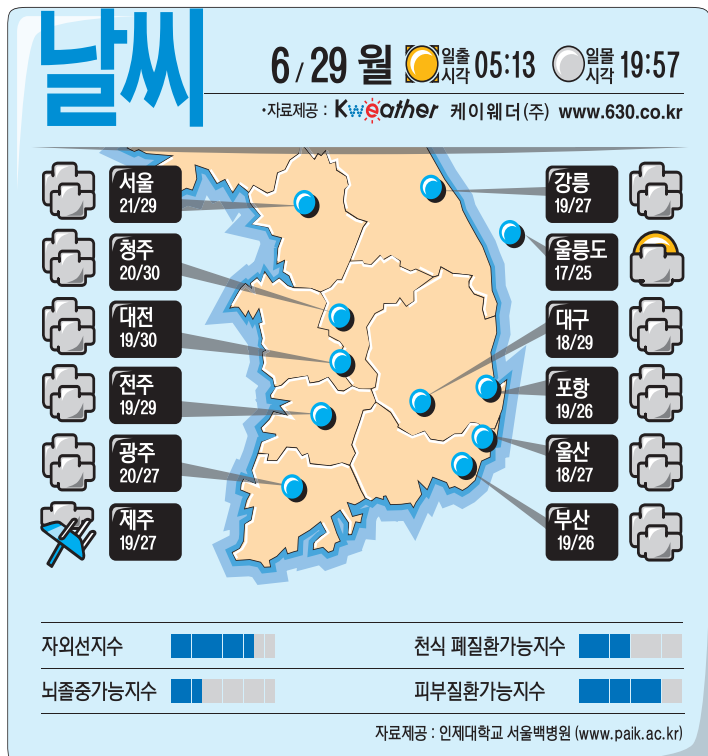 날씨
6/29 월 일출시각 05:13 일몰시각 19:57
•자료제공 : Kweather 케이웨더(주) www.630.co.kr
서울
21/29
청주
20/30
대전
19/30
전주
19/29
광주
20/27
제주
19/27
강릉
19/27
울릉도
17/25
대구
18/29
포항
19/26
울산
18/27
부산
19/26
자외선지수
천식 폐질환가능지수
뇌졸중가능지수
피부질환가능지수
자료제공 : 인제대학교 서울백병원 (www.paik.ac.kr)